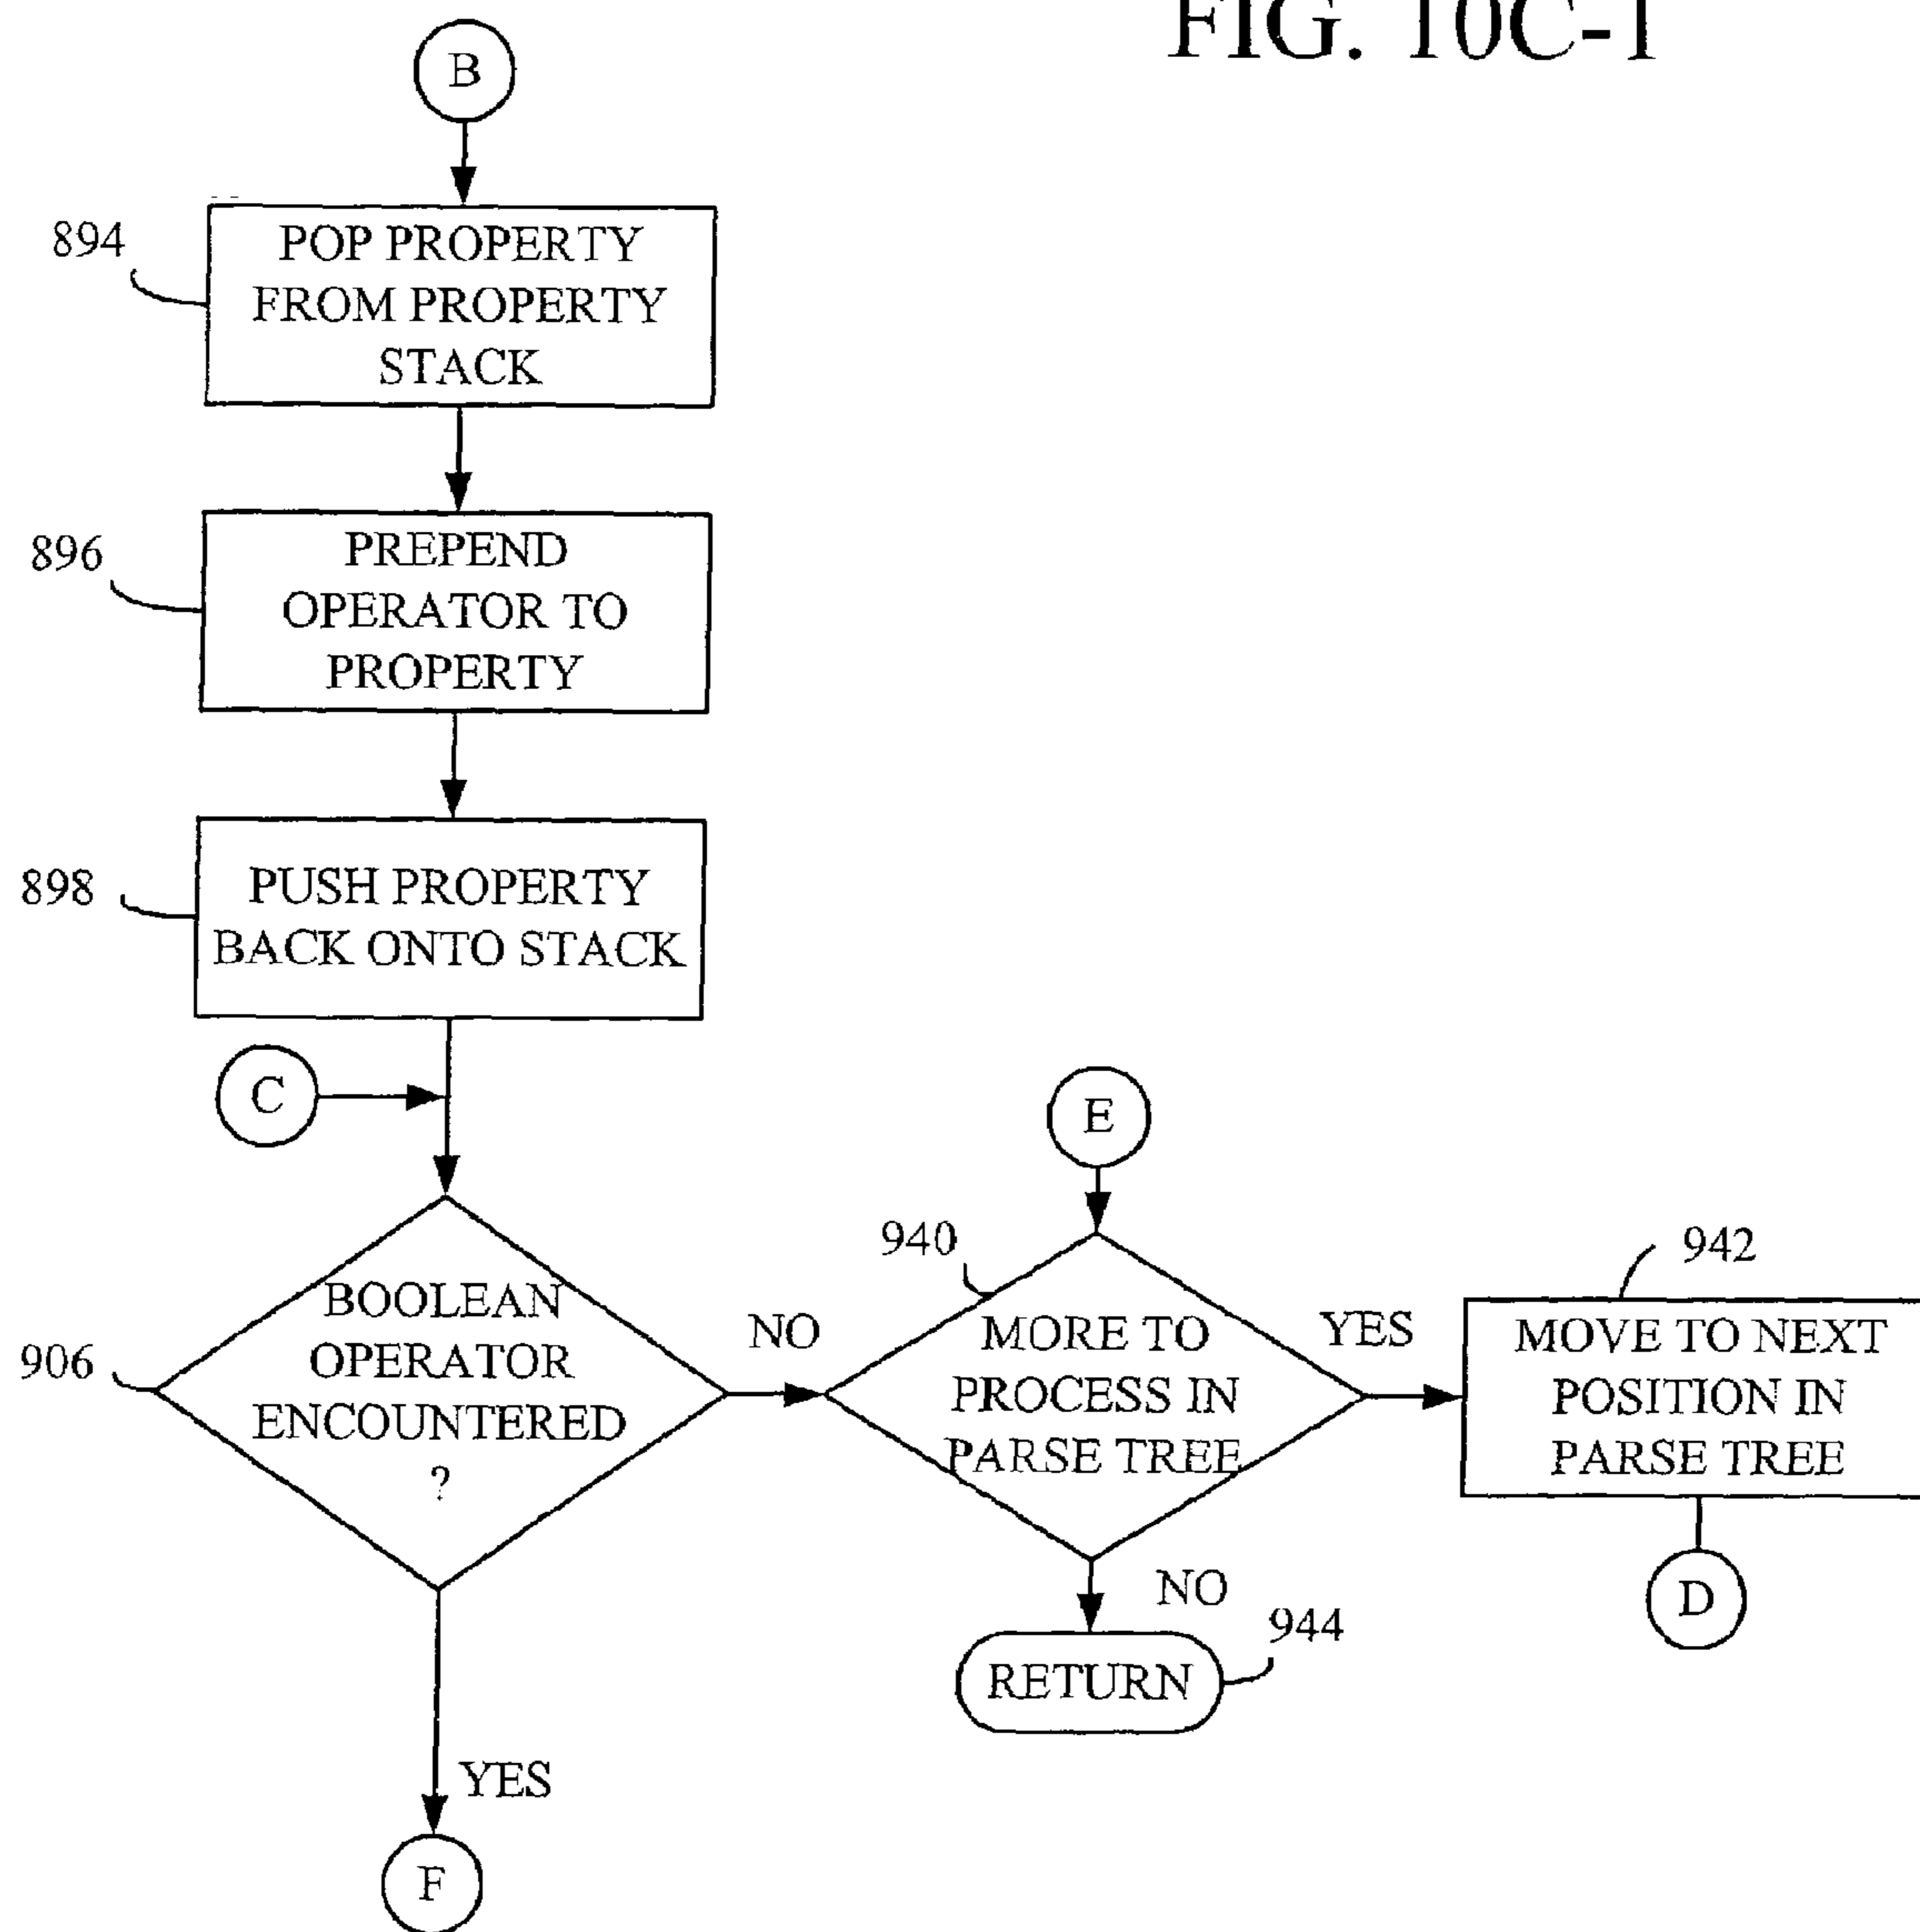 FIG. 10C-1
B
894
POP PROPERTY
FROM PROPERTY
STACK
896
PREPEND
OPERATOR TO
PROPERTY
898
PUSH PROPERTY
BACK ONTO STACK
C
E
906
BOOLEAN
OPERATOR
ENCOUNTERED
?
NO
940
MORE TO
PROCESS IN
PARSE TREE
YES
942
MOVE TO NEXT
POSITION IN
PARSE TREE
D
NO
944
RETURN
YES
F